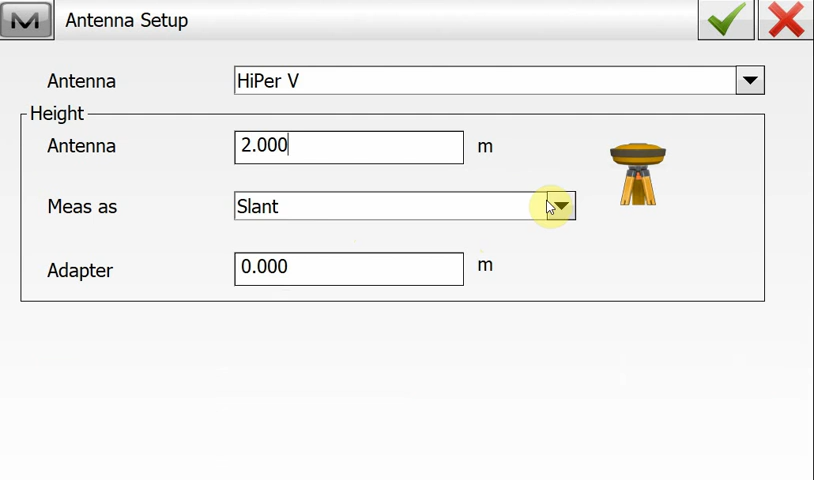 M Antenna Setup
Antenna HiPer V
Height
Antenna 2.000 m
Meas as Slant
Adapter 0.000 m